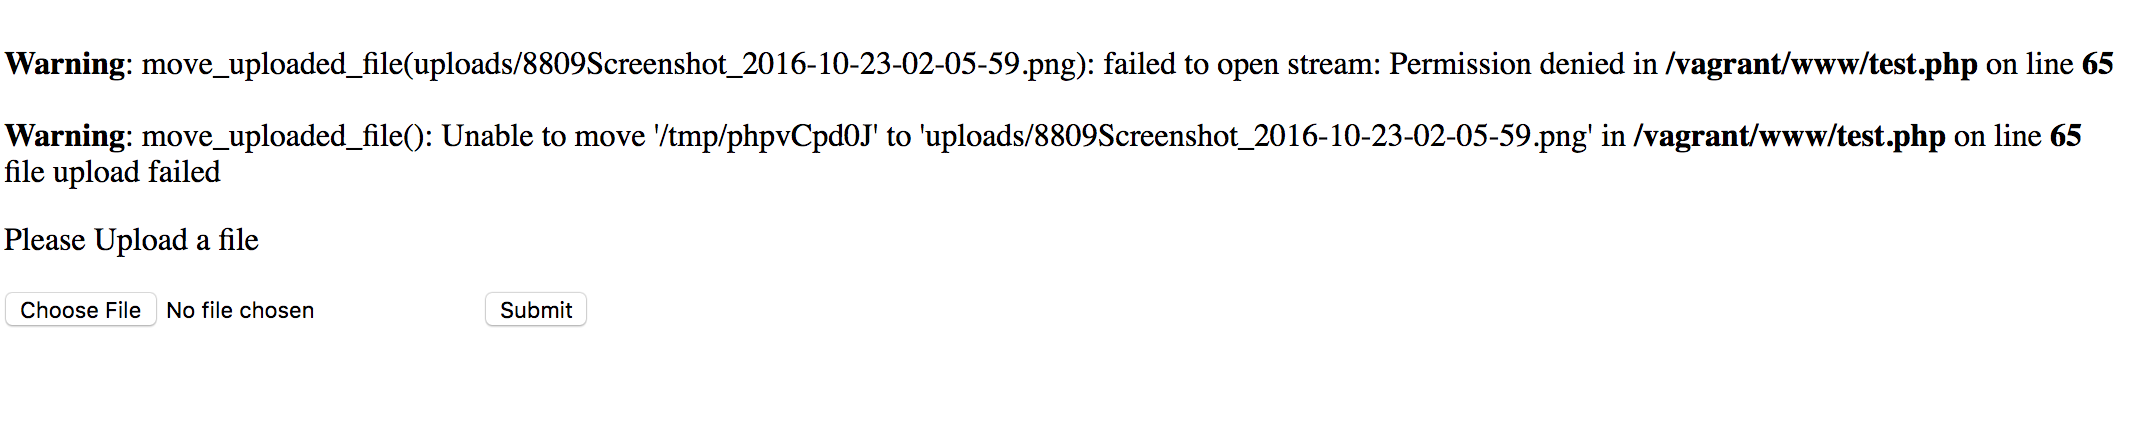 Warning: move_uploaded_file(uploads/8809Screenshot_2016-10-23-02-05-59.png): failed to open stream: Permission denied in /vagrant/www/test.php on line 65
Warning: move_uploaded_file(): Unable to move '/tmp/phpvCpd0J' to 'uploads/8809Screenshot_2016-10-23-02-05-59.png' in /vagrant/www/test.php on line 65
file upload failed
Please Upload a file
Choose File No file chosen Submit